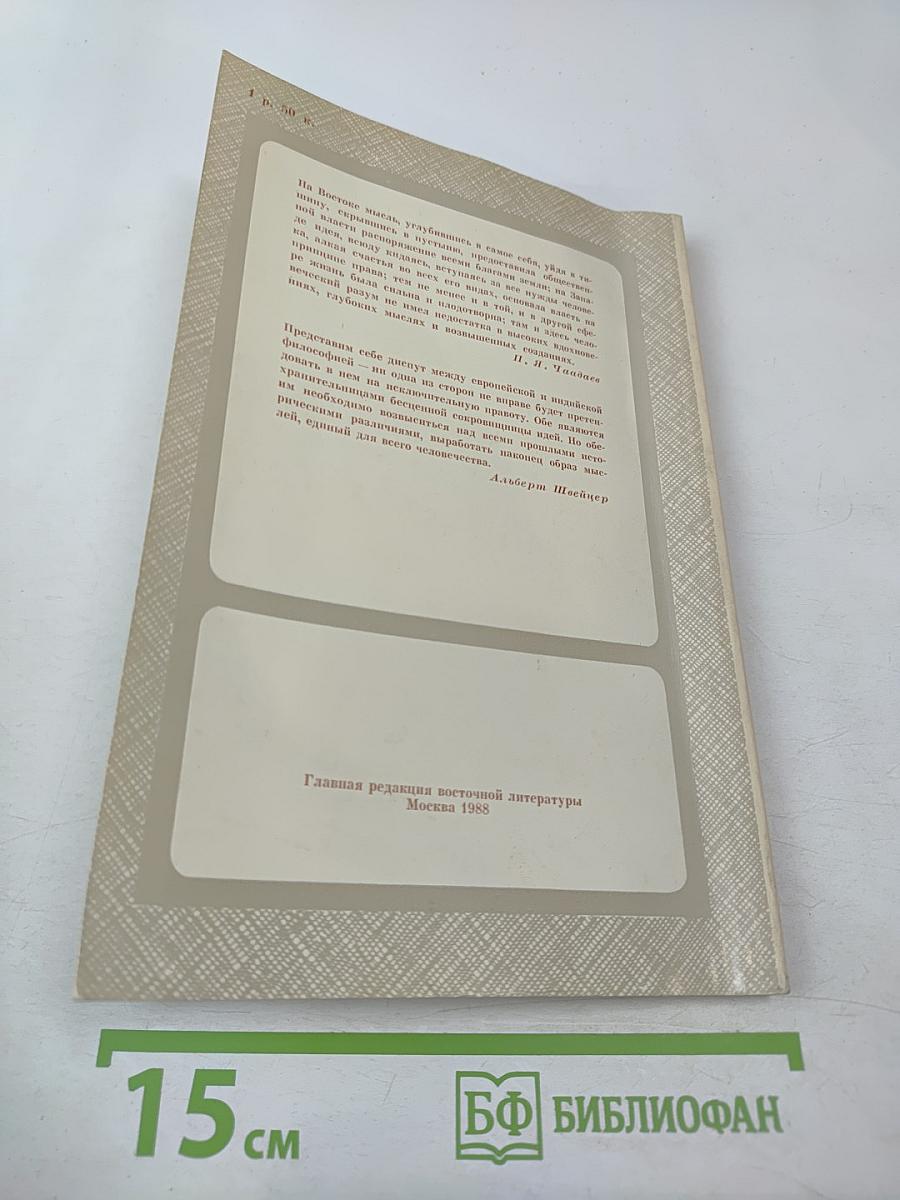 1 р. 50 к.
На Востоке мысль, углубившись в самое себя, уйдя в ти-
шину, скрывшись в пустыню, предоставила обществен-
ной власти распоряжение всеми благами земли; на Запа-
де идея, всюду кидаясь, вступаясь за все нужды челове-
ка, алкая счастья во всех его видах, основала власть на
принципе права; тем не менее и в той, и в другой сфе-
ре жизнь была сильна и плодотворна; там и здесь чело-
веческий разум не имел недостатка в высоких вдохнове-
ниях, глубоких мыслях и возвышенных созданиях.
П. Я. Чаадаев
Представим себе диспут между европейской и индийской
философией — ни одна из сторон не вправе будет претен-
довать в нем на исключительную правоту. Обе являются
хранительницами бесценной сокровищницы идей. Но обе-
им необходимо возвыситься над всеми прошлыми исто-
рическими различиями, выработать наконец образ мыс-
лей, единый для всего человечества.
Альберт Швейцер
Главная редакция восточной литературы
Москва 1988
15 см
БФ БИБЛИОФАН